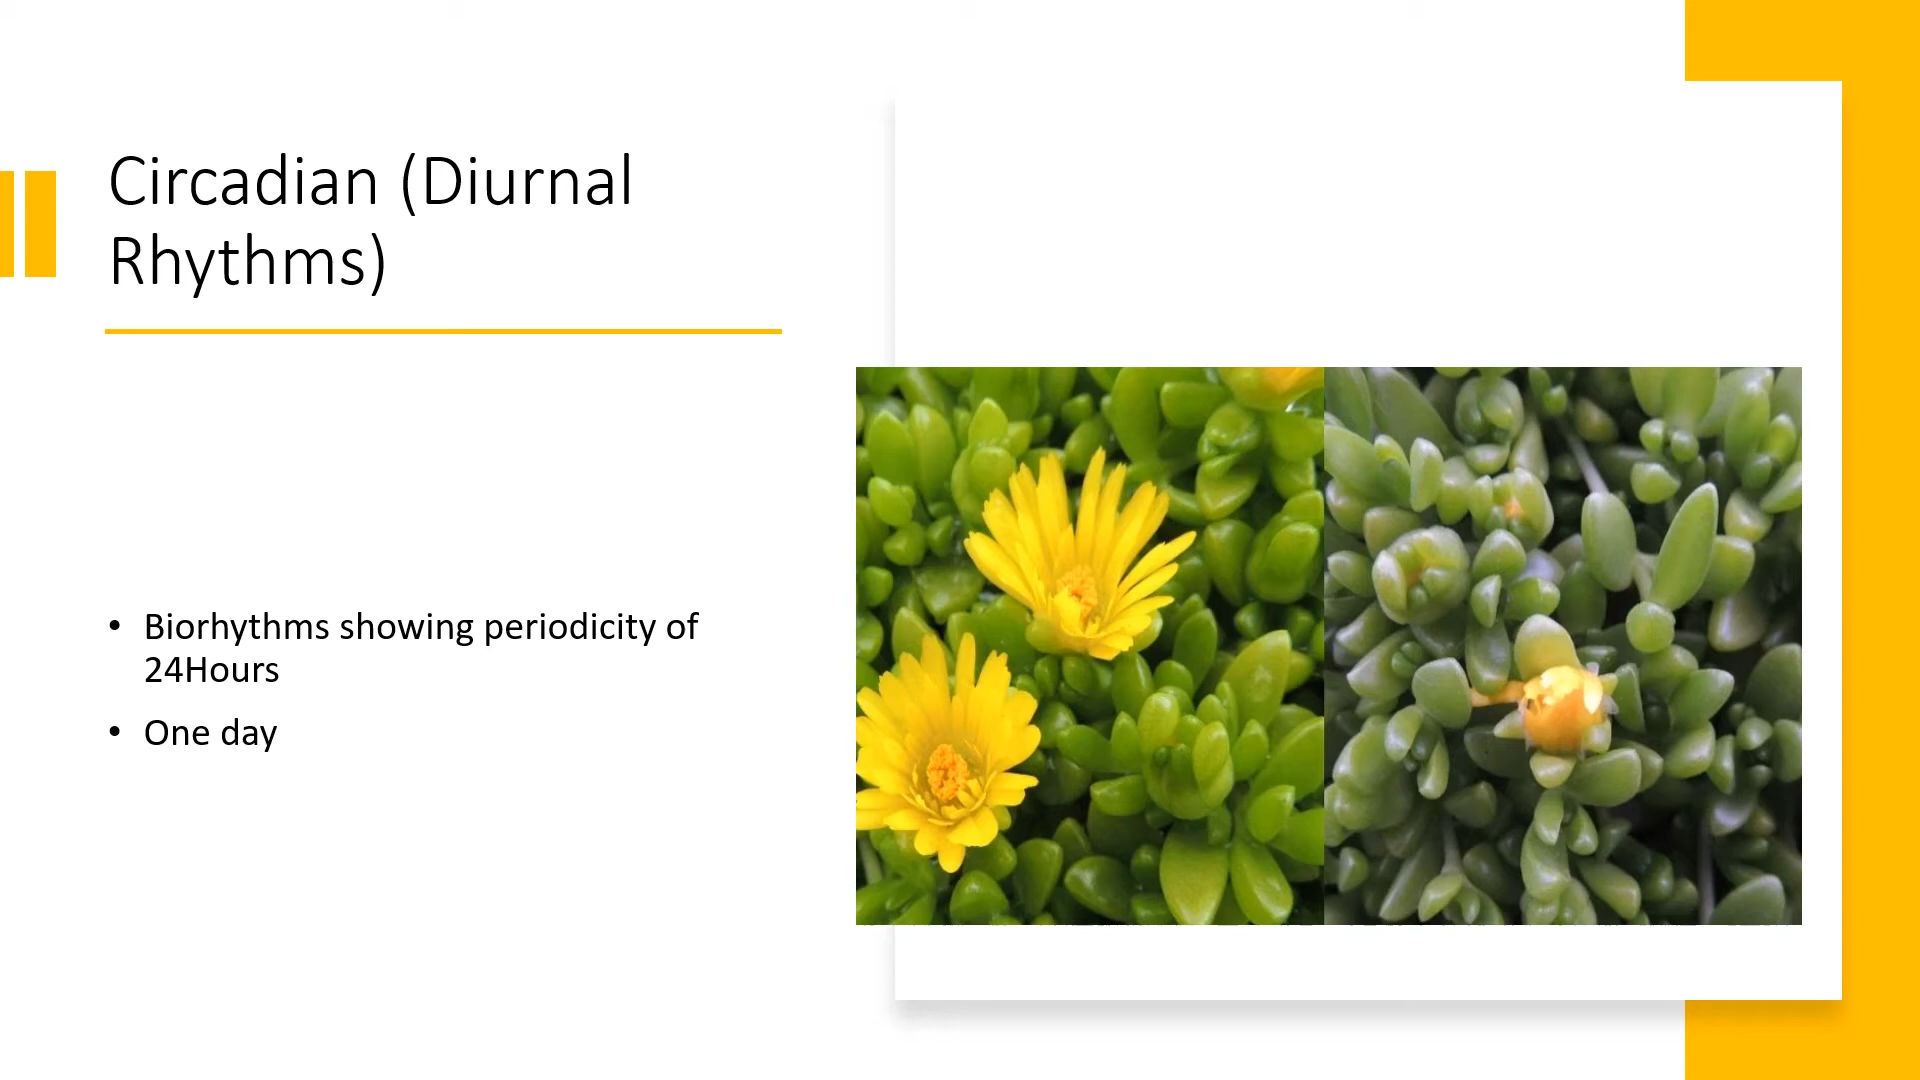 Circadian (Diurnal
Rhythms)
• Biorhythms showing periodicity of
24Hours
• One day